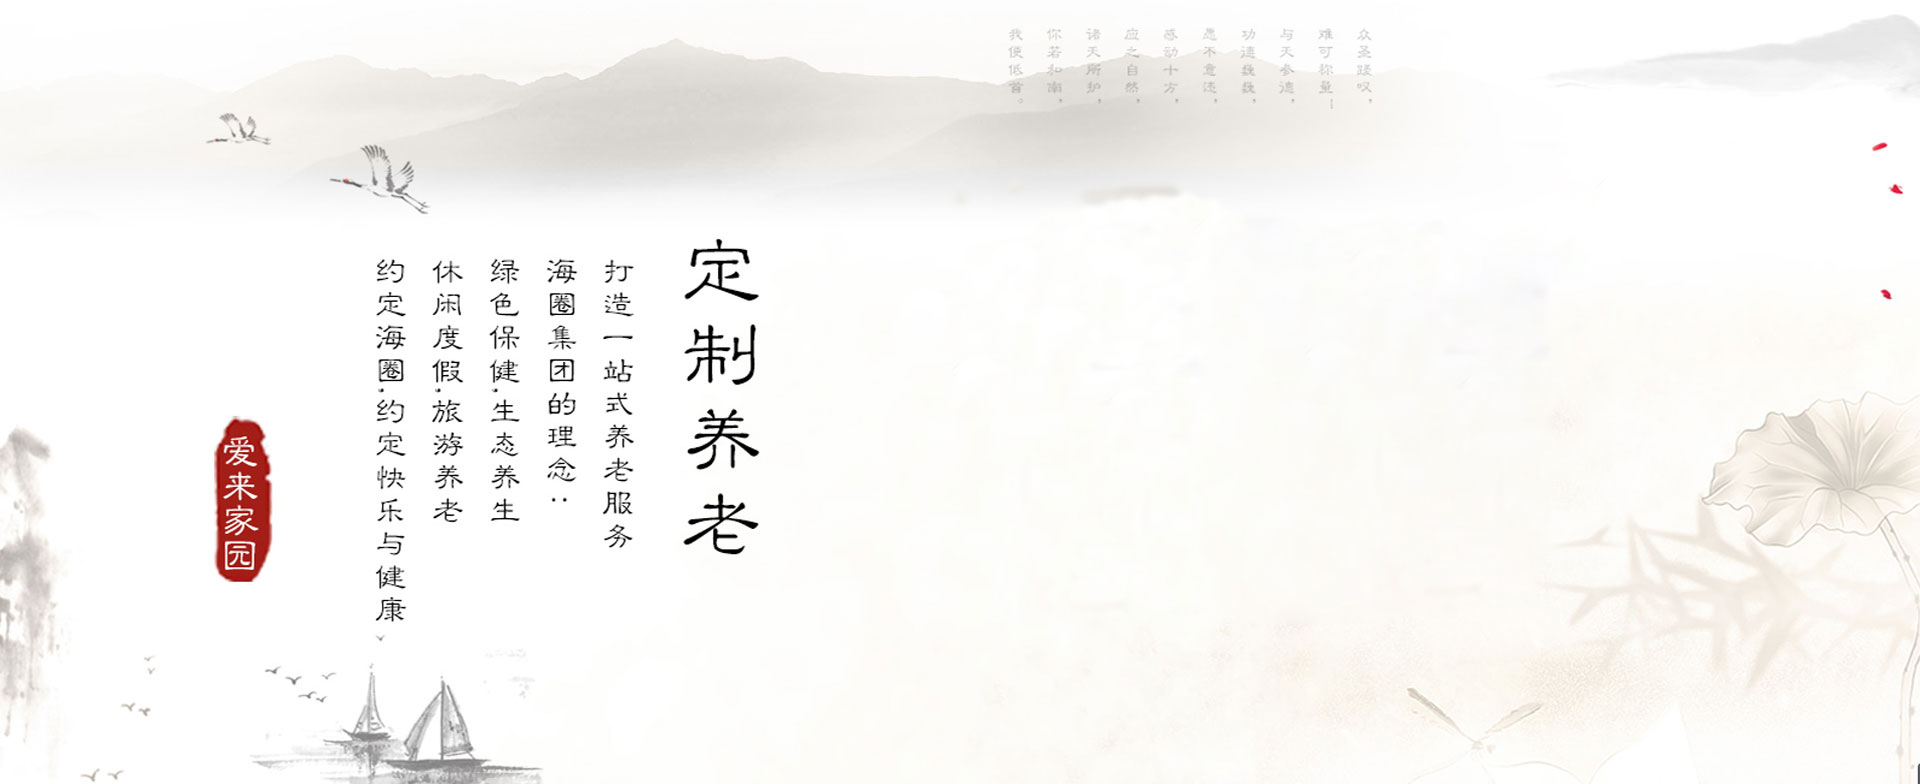 众圣蹉叹，
难可称量！
与天参德，
功德巍巍，
愚不意违，
感动十方，
应之自然，
诸天所护，
你若和南，
我便低首。
定制养老
打造一站式养老服务
海圈集团的理念：
绿色保健,生态养生
休闲度假,旅游养老
约定海圈,约定快乐与健康
爱来家园